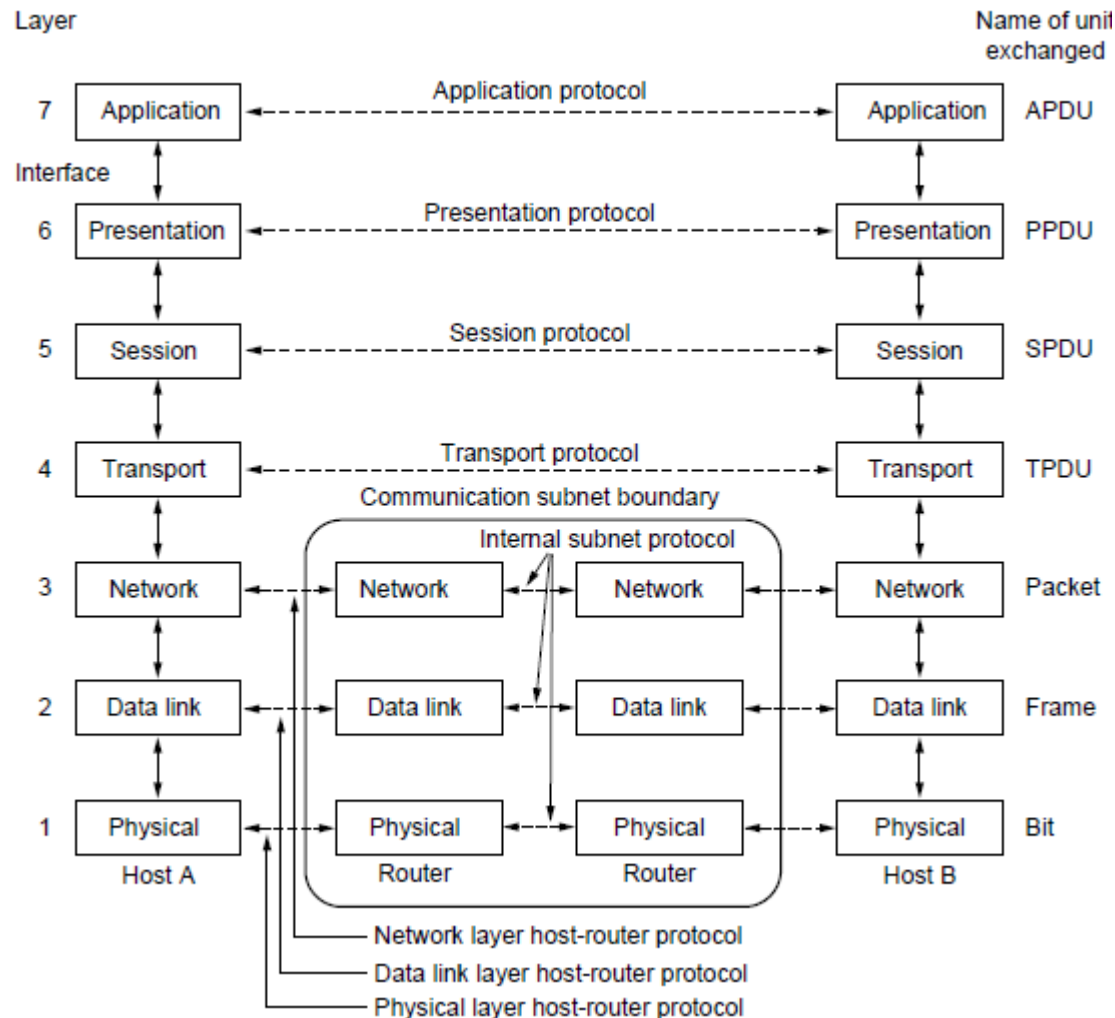 Layer
Name of unit
exchanged
7
Application
Application protocol
Application
APDU
Interface
6
Presentation
Presentation protocol
Presentation
PPDU
5
Session
Session protocol
Session
SPDU
4
Transport
Transport protocol
Transport
TPDU
Communication subnet boundary
Internal subnet protocol
3
Network
Network
Network
Network
Packet
2
Data link
Data link
Data link
Data link
Frame
1
Physical
Physical
Physical
Physical
Bit
Host A
Router
Router
Host B
Network layer host-router protocol
Data link layer host-router protocol
Physical layer host-router protocol